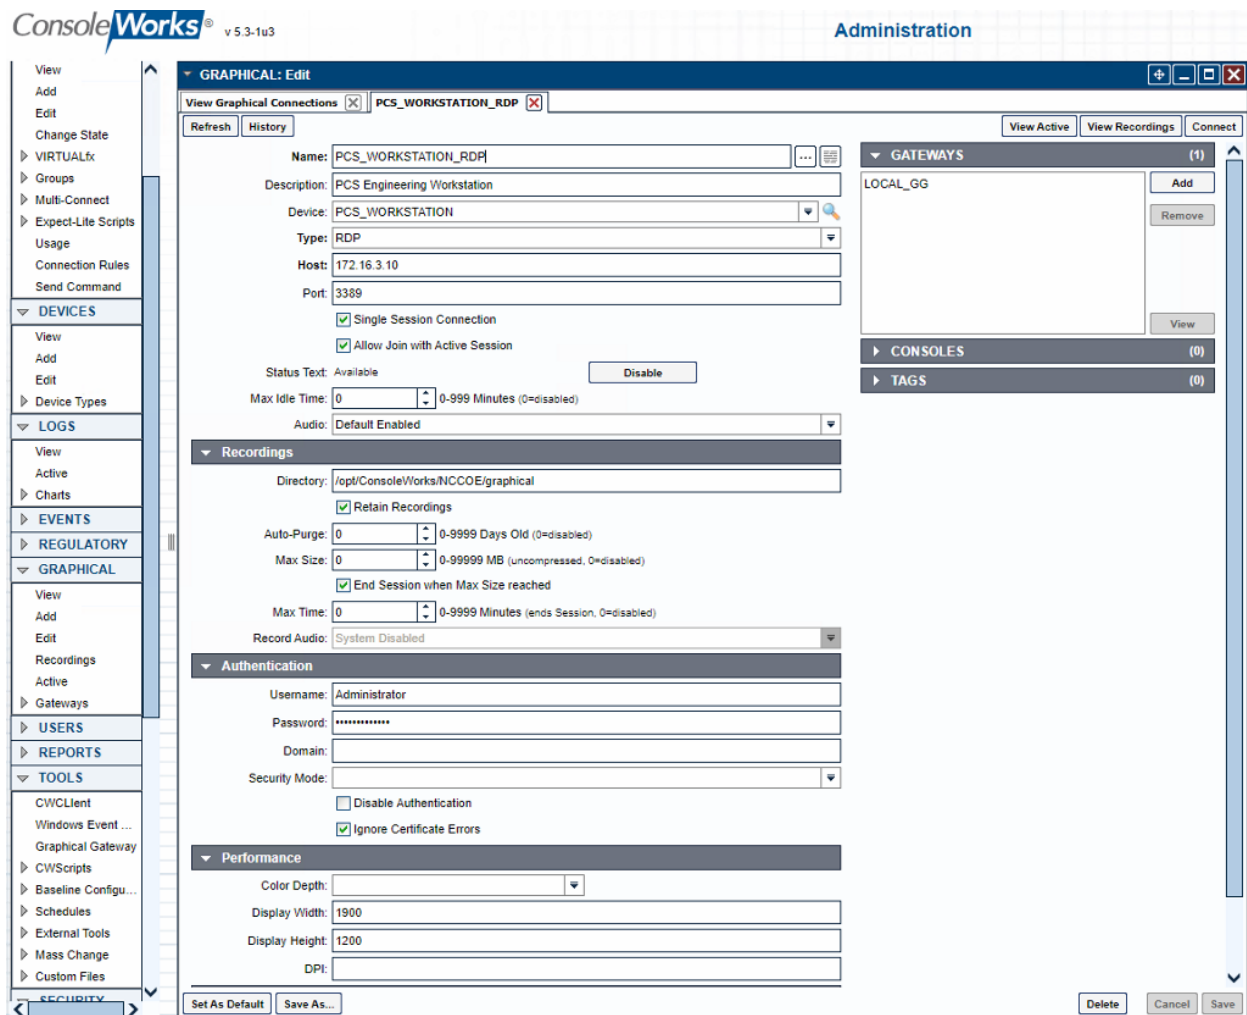 ConsoleWorks® v 5.3-1u3
Administration
View
Add
Edit
Change State
VIRTUALfx
Groups
Multi-Connect
Expect-Lite Scripts
Usage
Connection Rules
Send Command
DEVICES
View
Add
Edit
Device Types
LOGS
View
Active
Charts
EVENTS
REGULATORY
GRAPHICAL
View
Add
Edit
Recordings
Active
Gateways
USERS
REPORTS
TOOLS
CWCLIent
Windows Event ...
Graphical Gateway
CWScripts
Baseline Configu...
Schedules
External Tools
Mass Change
Custom Files
SECURITY
GRAPHICAL: Edit
View Graphical Connections PCS_WORKSTATION_RDP
Refresh History View Active View Recordings Connect
Name: PCS_WORKSTATION_RDP ...
Description: PCS Engineering Workstation
Device: PCS_WORKSTATION
Type: RDP
Host: 172.16.3.10
Port: 3389
Single Session Connection
Allow Join with Active Session
Status Text: Available Disable
Max Idle Time: 0 0-999 Minutes (0=disabled)
Audio: Default Enabled
Recordings
Directory: /opt/ConsoleWorks/NCCOE/graphical
Retain Recordings
Auto-Purge: 0 0-9999 Days Old (0=disabled)
Max Size: 0 0-99999 MB (uncompressed, 0=disabled)
End Session when Max Size reached
Max Time: 0 0-9999 Minutes (ends Session, 0=disabled)
Record Audio: System Disabled
Authentication
Username: Administrator
Password: •••••••••••••
Domain:
Security Mode:
Disable Authentication
Ignore Certificate Errors
Performance
Color Depth:
Display Width: 1900
Display Height: 1200
DPI:
GATEWAYS (1)
LOCAL_GG
Add
Remove
View
CONSOLES (0)
TAGS (0)
Set As Default Save As... Delete Cancel Save